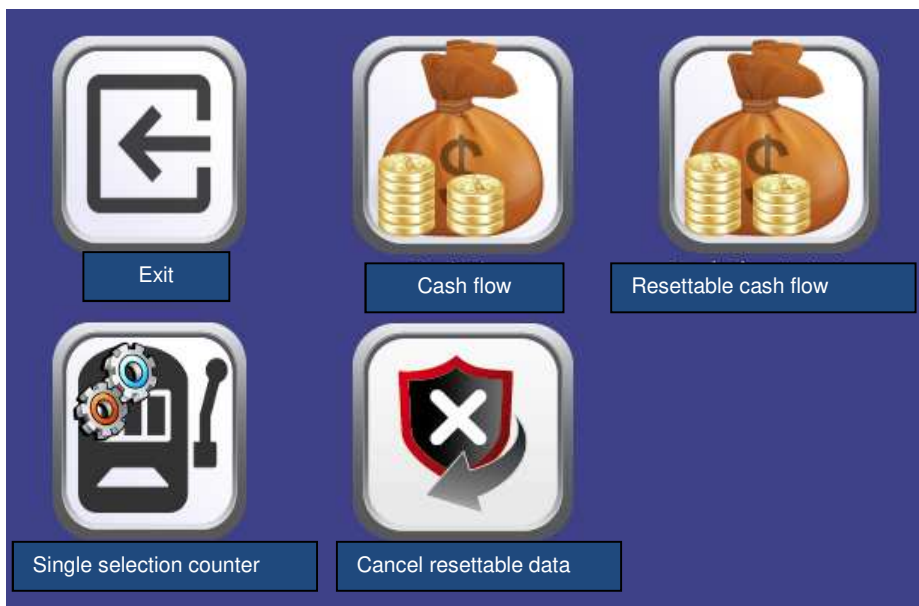 Exit
Cash flow
Resettable cash flow
Single selection counter
Cancel resettable data